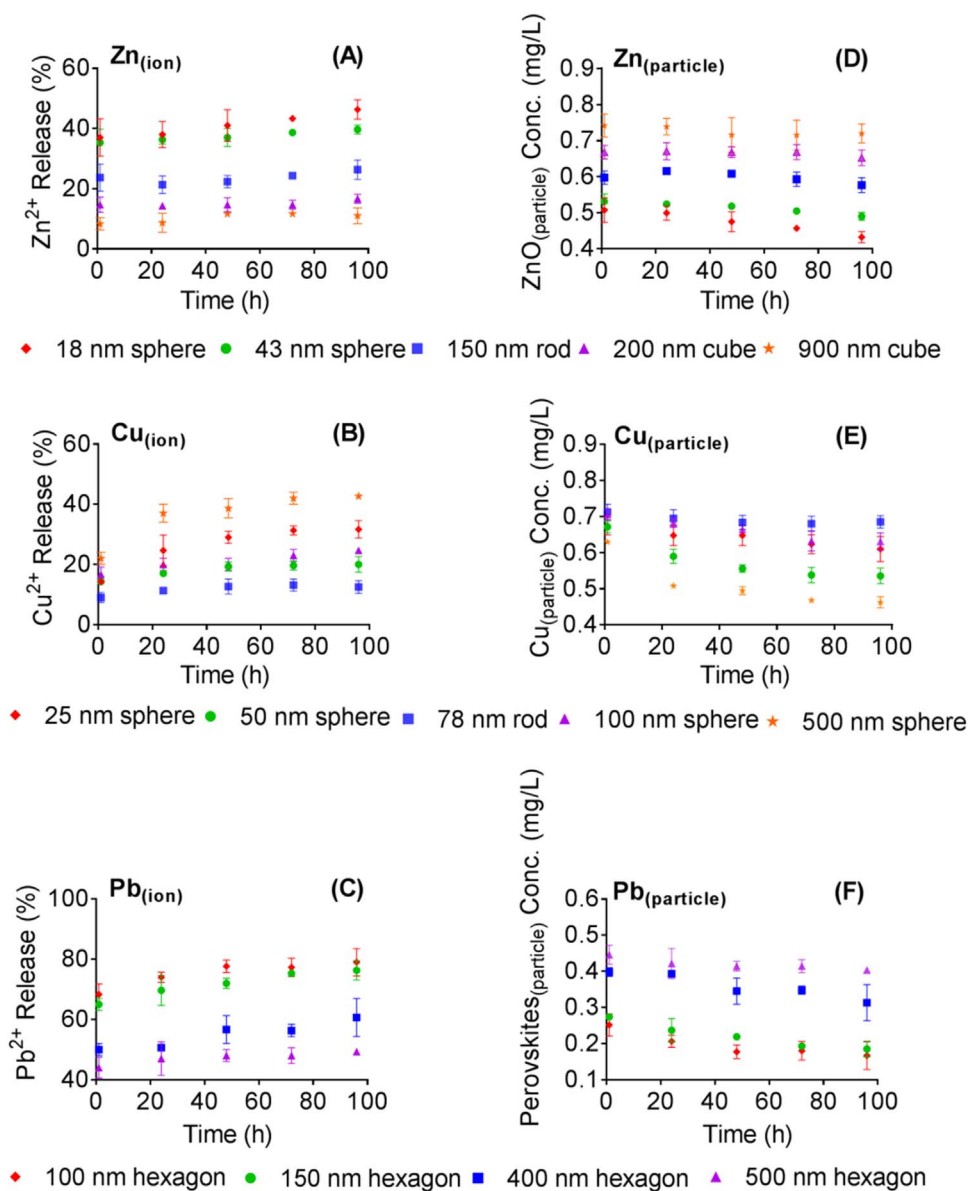 Zn(ion) (A)
Zn2+ Release (%)
60
40
20
0
0 20 40 60 80 100
Time (h)
Zn(particle) (D)
ZnO(particle) Conc. (mg/L)
0.9
0.8
0.7
0.6
0.5
0.4
0 20 40 60 80 100
Time (h)
18 nm sphere 43 nm sphere 150 nm rod 200 nm cube 900 nm cube
Cu(ion) (B)
Cu2+ Release (%)
60
40
20
0
0 20 40 60 80 100
Time (h)
Cu(particle) (E)
Cu(particle) Conc. (mg/L)
0.9
0.8
0.7
0.6
0.5
0.4
0 20 40 60 80 100
Time (h)
25 nm sphere 50 nm sphere 78 nm rod 100 nm sphere 500 nm sphere
Pb(ion) (C)
Pb2+ Release (%)
100
80
60
40
0 20 40 60 80 100
Time (h)
Pb(particle) (F)
Perovskites(particle) Conc. (mg/L)
0.6
0.5
0.4
0.3
0.2
0.1
0 20 40 60 80 100
Time (h)
100 nm hexagon 150 nm hexagon 400 nm hexagon 500 nm hexagon